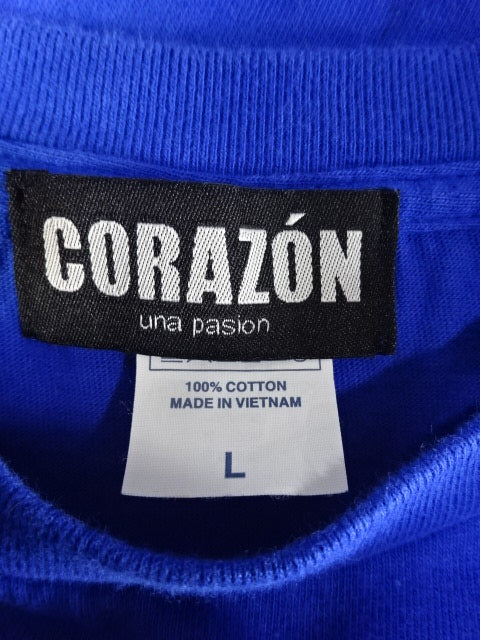 CORAZÓN
una pasion
100% COTTON
MADE IN VIETNAM
L